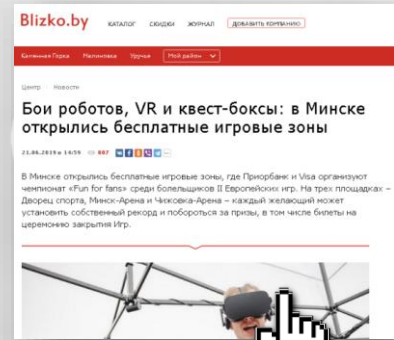 Blizko.by
КАТАЛОГ СКИДКИ ЖУРНАЛ ДОБАВИТЬ КОМПАНИЮ
Каменная Горка Малиновка Уручье Мой район
Центр Новости
Бои роботов, VR и квест-боксы: в Минске
открылись бесплатные игровые зоны
21.06.2019 в 14:59 867
В Минске открылись бесплатные игровые зоны, где Приорбанк и Visa организуют
чемпионат «Fun for fans» среди болельщиков II Европейских игр. На трех площадках –
Дворец спорта, Минск-Арена и Чижовка-Арена – каждый желающий может
установить собственный рекорд и побороться за призы, в том числе билеты на
церемонию закрытия Игр.